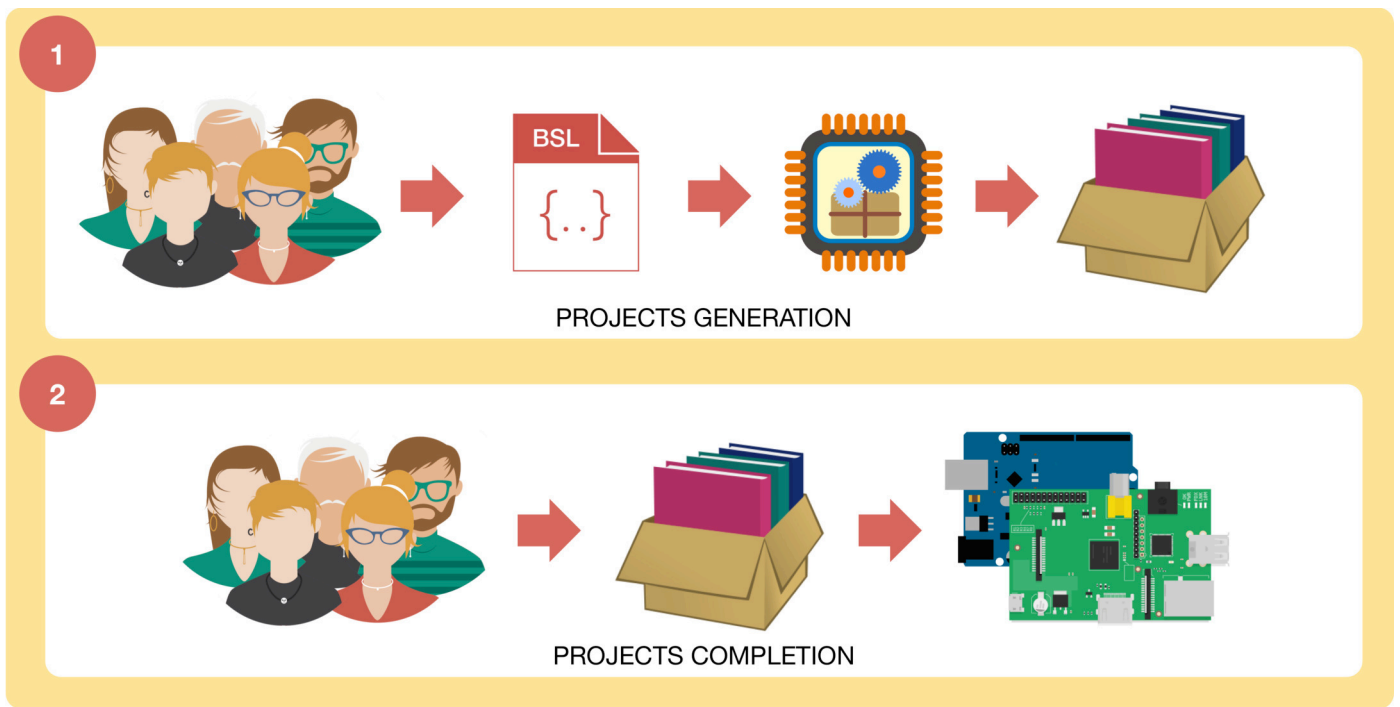 1
BSL
{..}
PROJECTS GENERATION
2
PROJECTS COMPLETION